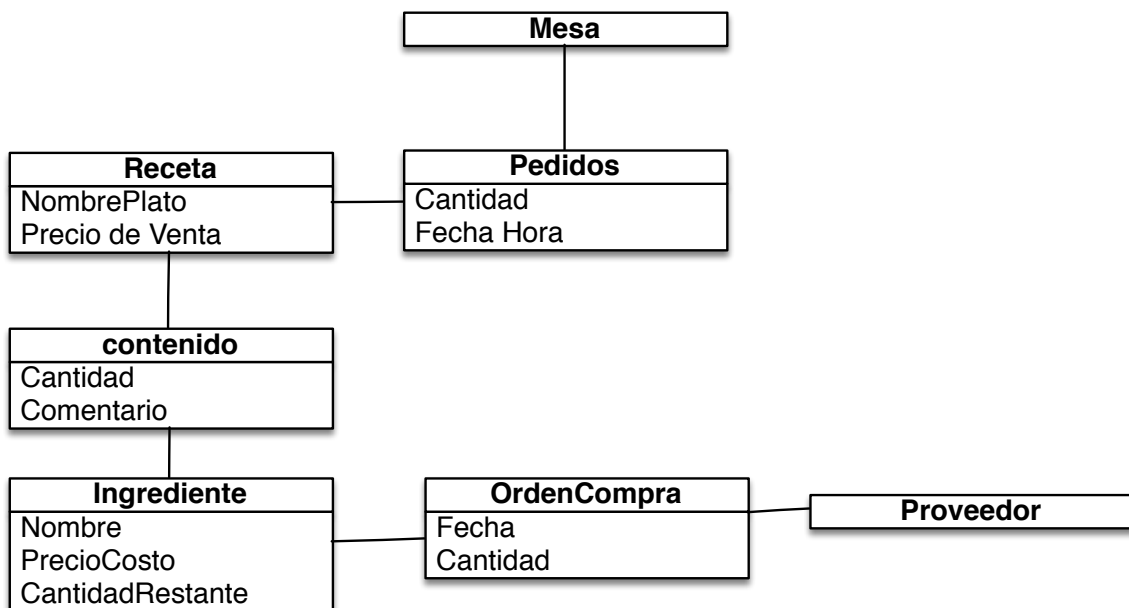 Mesa
Receta
NombrePlato
Precio de Venta
Pedidos
Cantidad
Fecha Hora
contenido
Cantidad
Comentario
Ingrediente
Nombre
PrecioCosto
CantidadRestante
OrdenCompra
Fecha
Cantidad
Proveedor